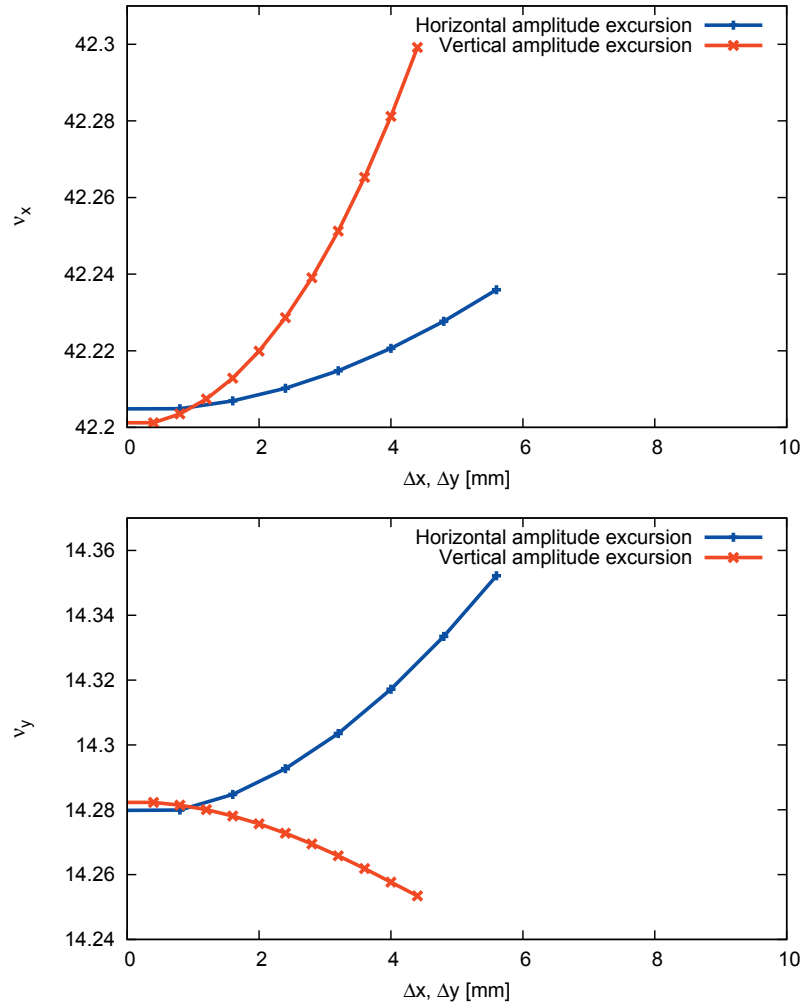 Horizontal amplitude excursion
Vertical amplitude excursion
42.3
42.28
42.26
42.24
42.22
42.2
νx
0 2 4 6 8 10
Δx, Δy [mm]
Horizontal amplitude excursion
Vertical amplitude excursion
14.36
14.34
14.32
14.3
14.28
14.26
14.24
νy
0 2 4 6 8 10
Δx, Δy [mm]